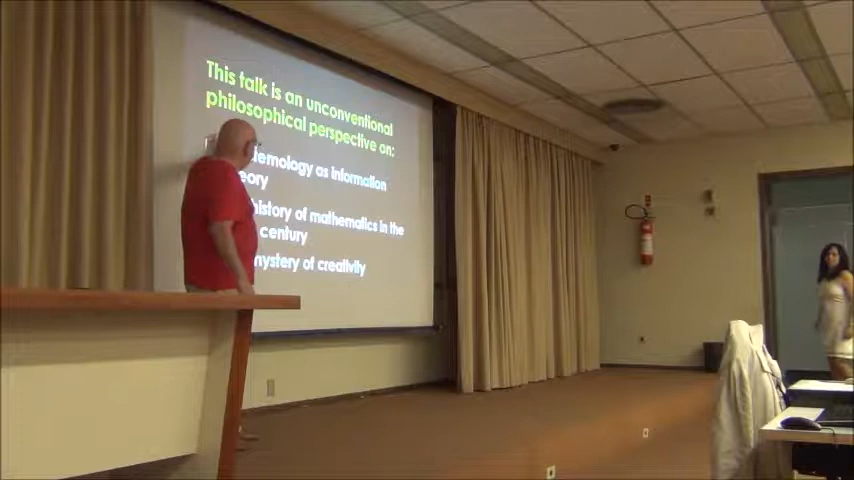 This talk is an unconventional
philosophical perspective on:
temology as information
eory
history of mathematics in the
century
mystery of creativity